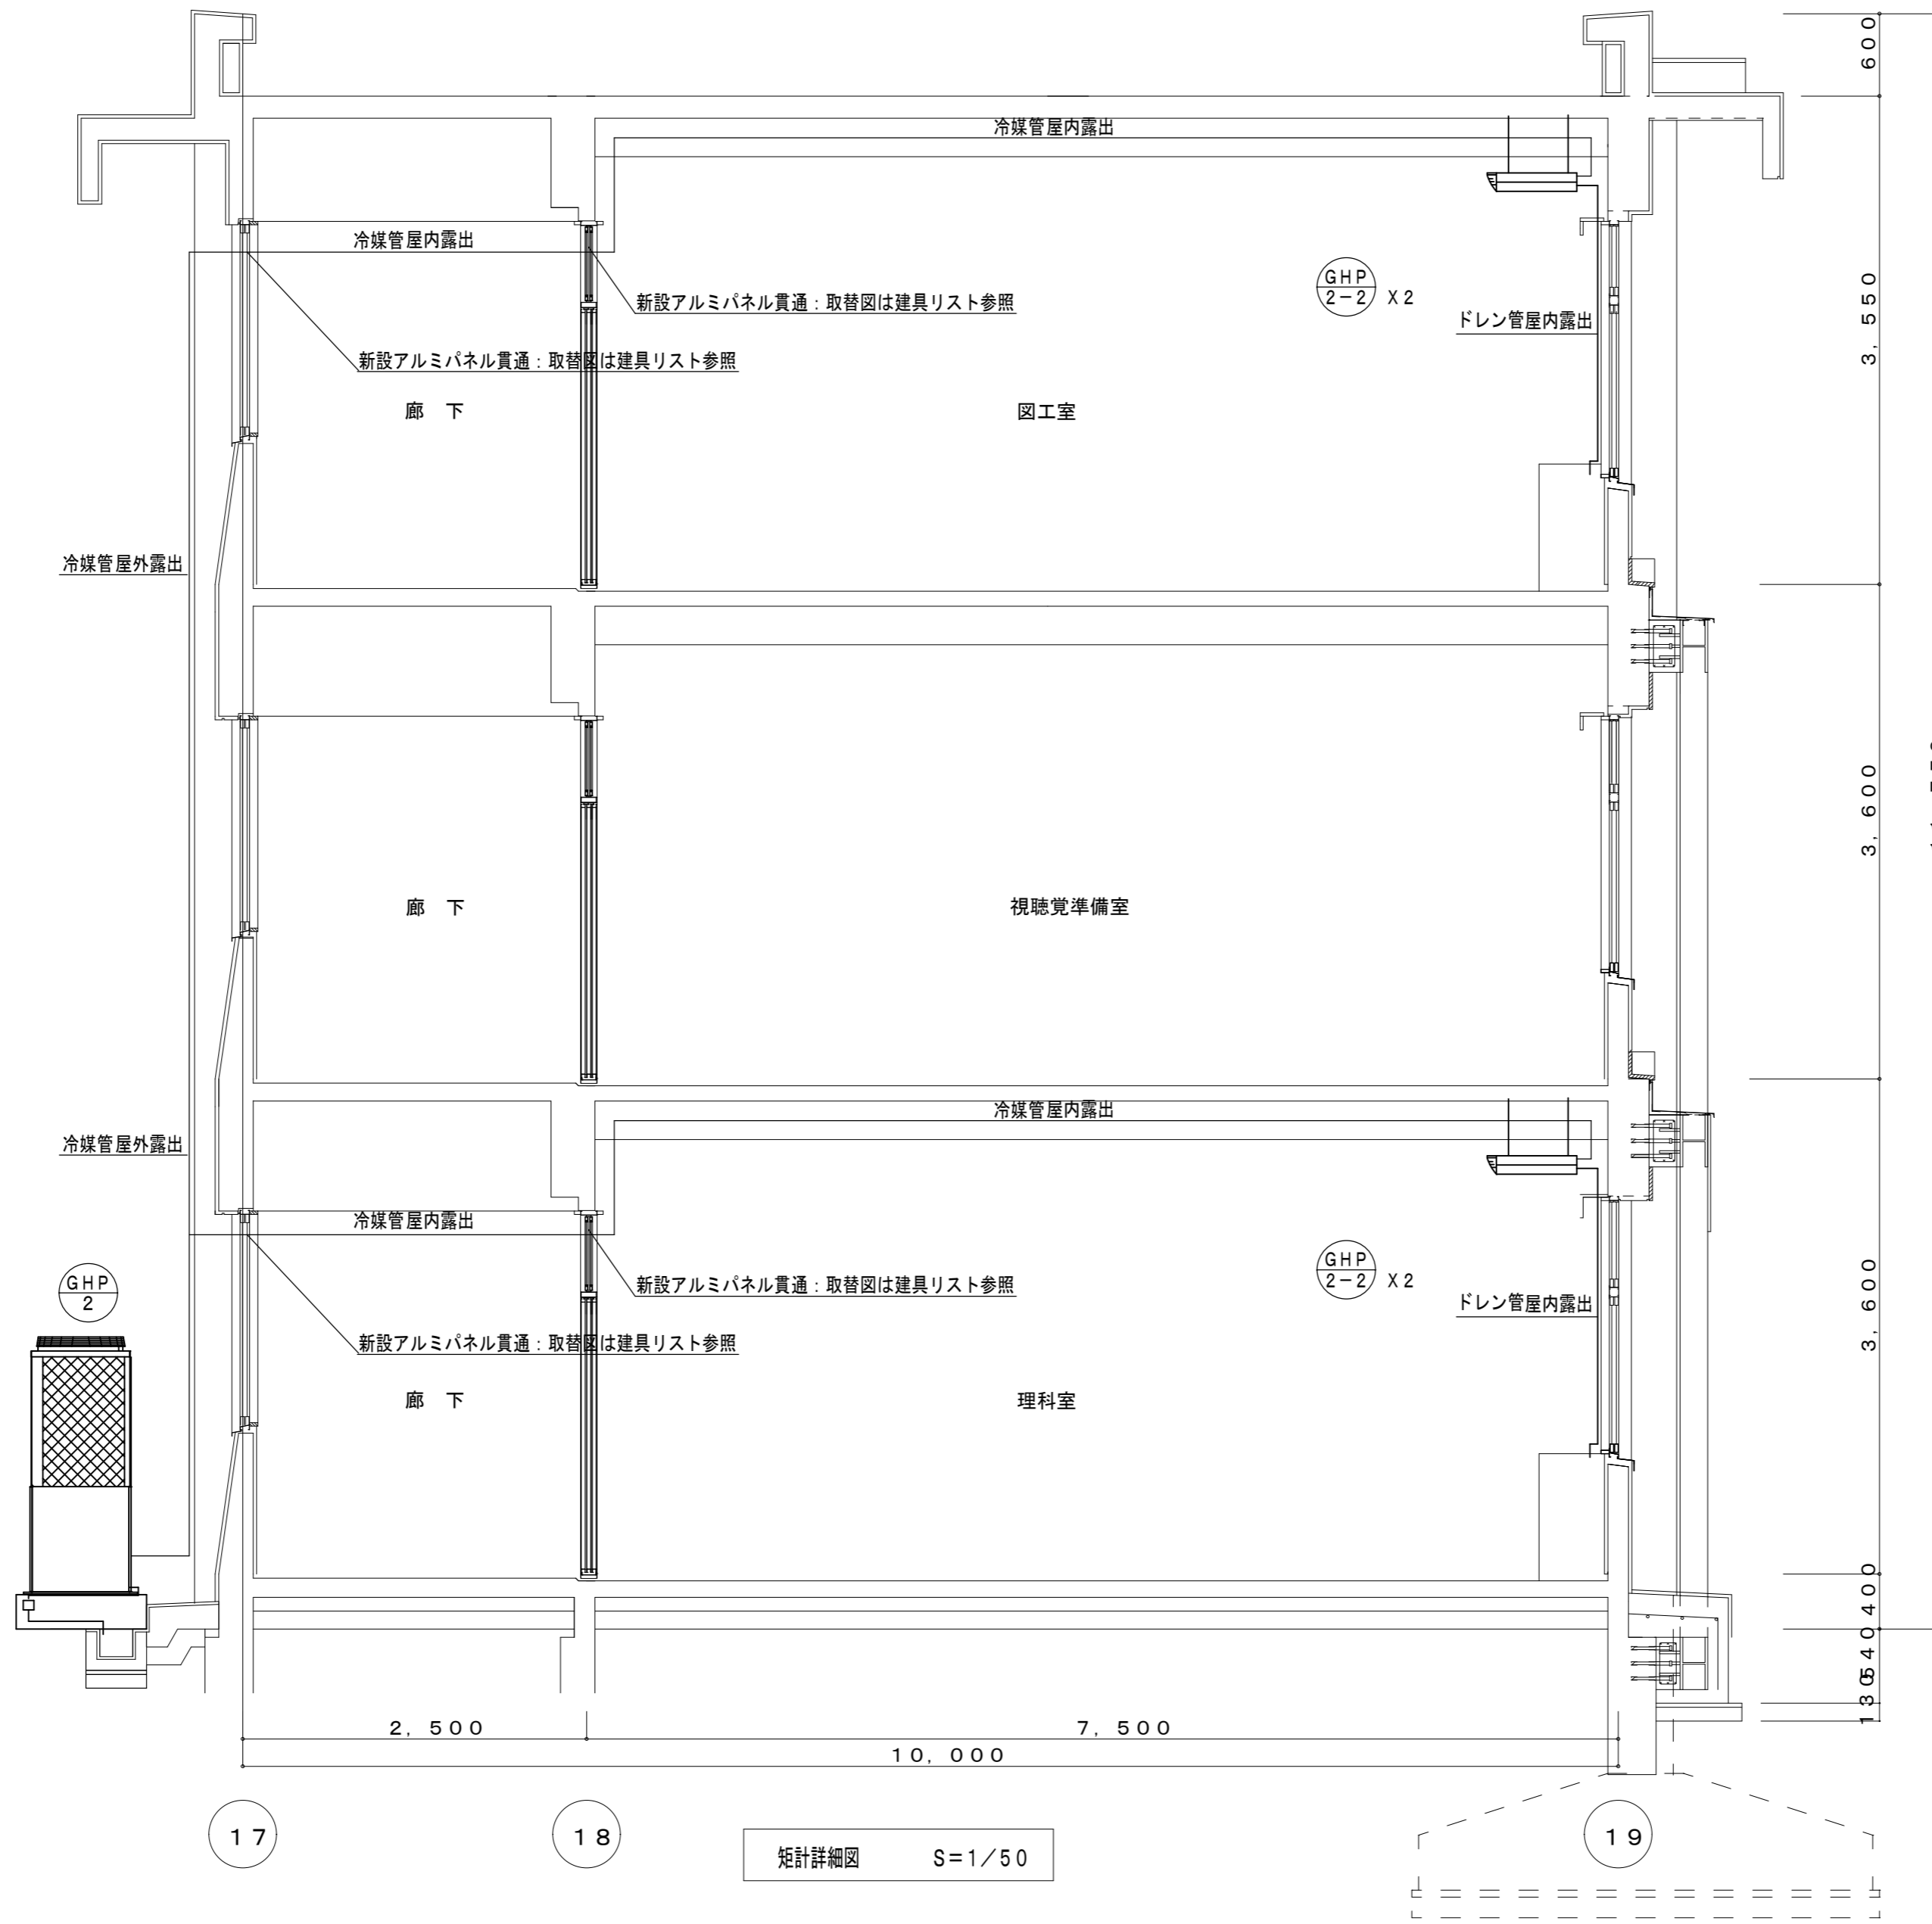 600
冷媒管屋内露出
冷媒管屋内露出
新設アルミパネル貫通：取替図は建具リスト参照
GHP
2-2
X2
ドレン管屋内露出
3,550
新設アルミパネル貫通：取替図は建具リスト参照
廊　下
図工室
冷媒管屋外露出
3,600
廊　下
視聴覚準備室
冷媒管屋内露出
冷媒管屋外露出
冷媒管屋内露出
新設アルミパネル貫通：取替図は建具リスト参照
GHP
2-2
X2
ドレン管屋内露出
3,600
GHP
2
新設アルミパネル貫通：取替図は建具リスト参照
廊　下
理科室
400
540
130
2,500
7,500
10,000
17
18
19
矩計詳細図　S=1/50